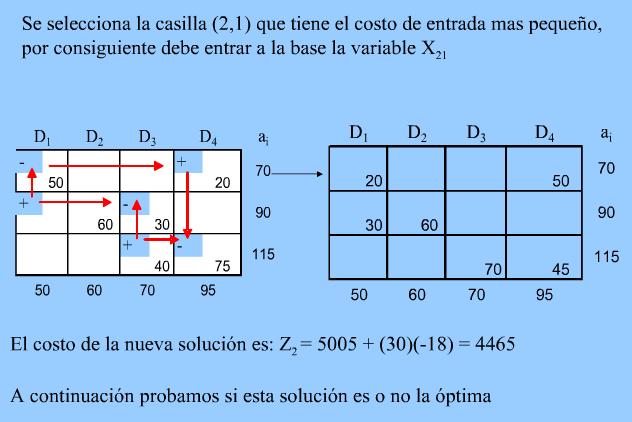 Se selecciona la casilla (2,1) que tiene el costo de entrada mas pequeño,
por consiguiente debe entrar a la base la variable X₂₁
D₁ D₂ D₃ D₄ aᵢ
- + 
50 20 70
+ -
60 30 90
+ -
40 75 115
50 60 70 95
D₁ D₂ D₃ D₄ aᵢ
20 50 70
30 60 90
70 45 115
50 60 70 95
El costo de la nueva solución es: Z₂ = 5005 + (30)(-18) = 4465
A continuación probamos si esta solución es o no la óptima